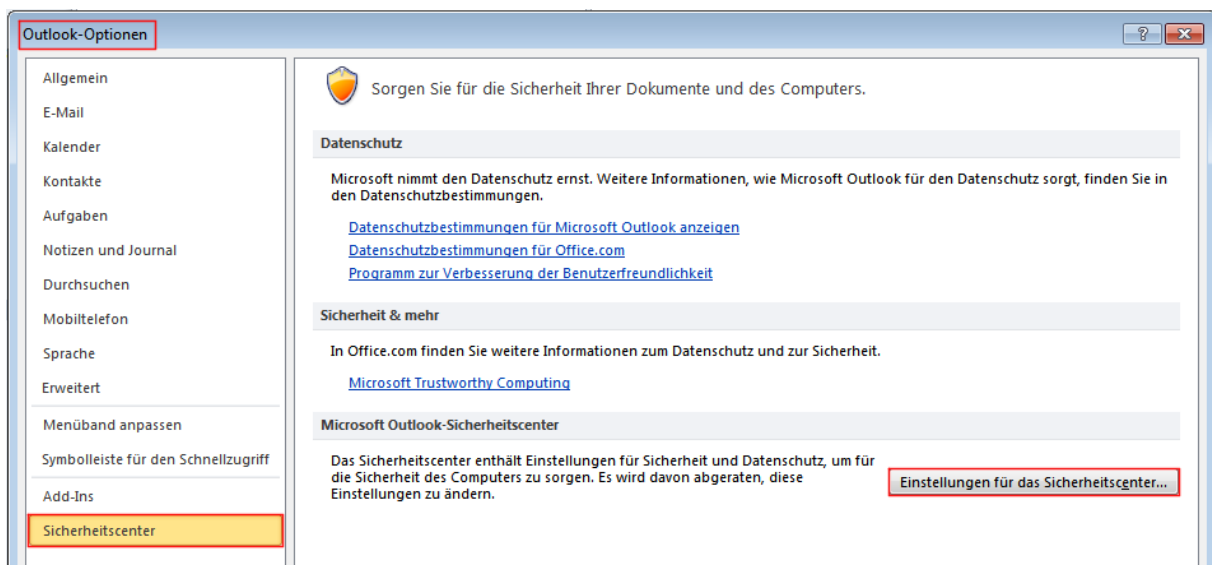 Outlook-Optionen
?
Allgemein
E-Mail
Kalender
Kontakte
Aufgaben
Notizen und Journal
Durchsuchen
Mobiltelefon
Sprache
Erweitert
Menüband anpassen
Symbolleiste für den Schnellzugriff
Add-Ins
Sicherheitscenter
Sorgen Sie für die Sicherheit Ihrer Dokumente und des Computers.
Datenschutz
Microsoft nimmt den Datenschutz ernst. Weitere Informationen, wie Microsoft Outlook für den Datenschutz sorgt, finden Sie in
den Datenschutzbestimmungen.
Datenschutzbestimmungen für Microsoft Outlook anzeigen
Datenschutzbestimmungen für Office.com
Programm zur Verbesserung der Benutzerfreundlichkeit
Sicherheit & mehr
In Office.com finden Sie weitere Informationen zum Datenschutz und zur Sicherheit.
Microsoft Trustworthy Computing
Microsoft Outlook-Sicherheitscenter
Das Sicherheitscenter enthält Einstellungen für Sicherheit und Datenschutz, um für
die Sicherheit des Computers zu sorgen. Es wird davon abgeraten, diese
Einstellungen zu ändern.
Einstellungen für das Sicherheitscenter...